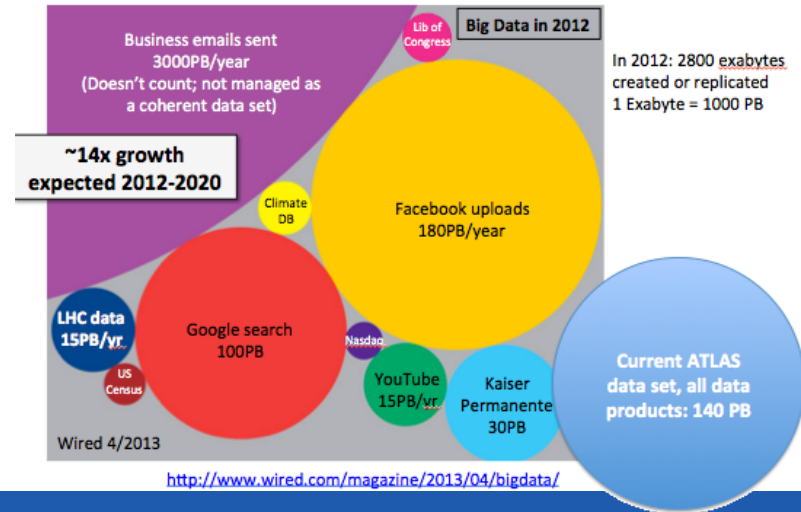 Big Data in 2012
Business emails sent
3000PB/year
(Doesn't count; not managed as
a coherent data set)
Lib of
Congress
In 2012: 2800 exabytes
created or replicated
1 Exabyte = 1000 PB
~14x growth
expected 2012-2020
Climate
DB
Facebook uploads
180PB/year
LHC data
15PB/yr.
Google search
100PB
Nasdaq
US
Census
YouTube
15PB/yr.
Kaiser
Permanente
30PB
Current ATLAS
data set, all data
products: 140 PB
Wired 4/2013
http://www.wired.com/magazine/2013/04/bigdata/